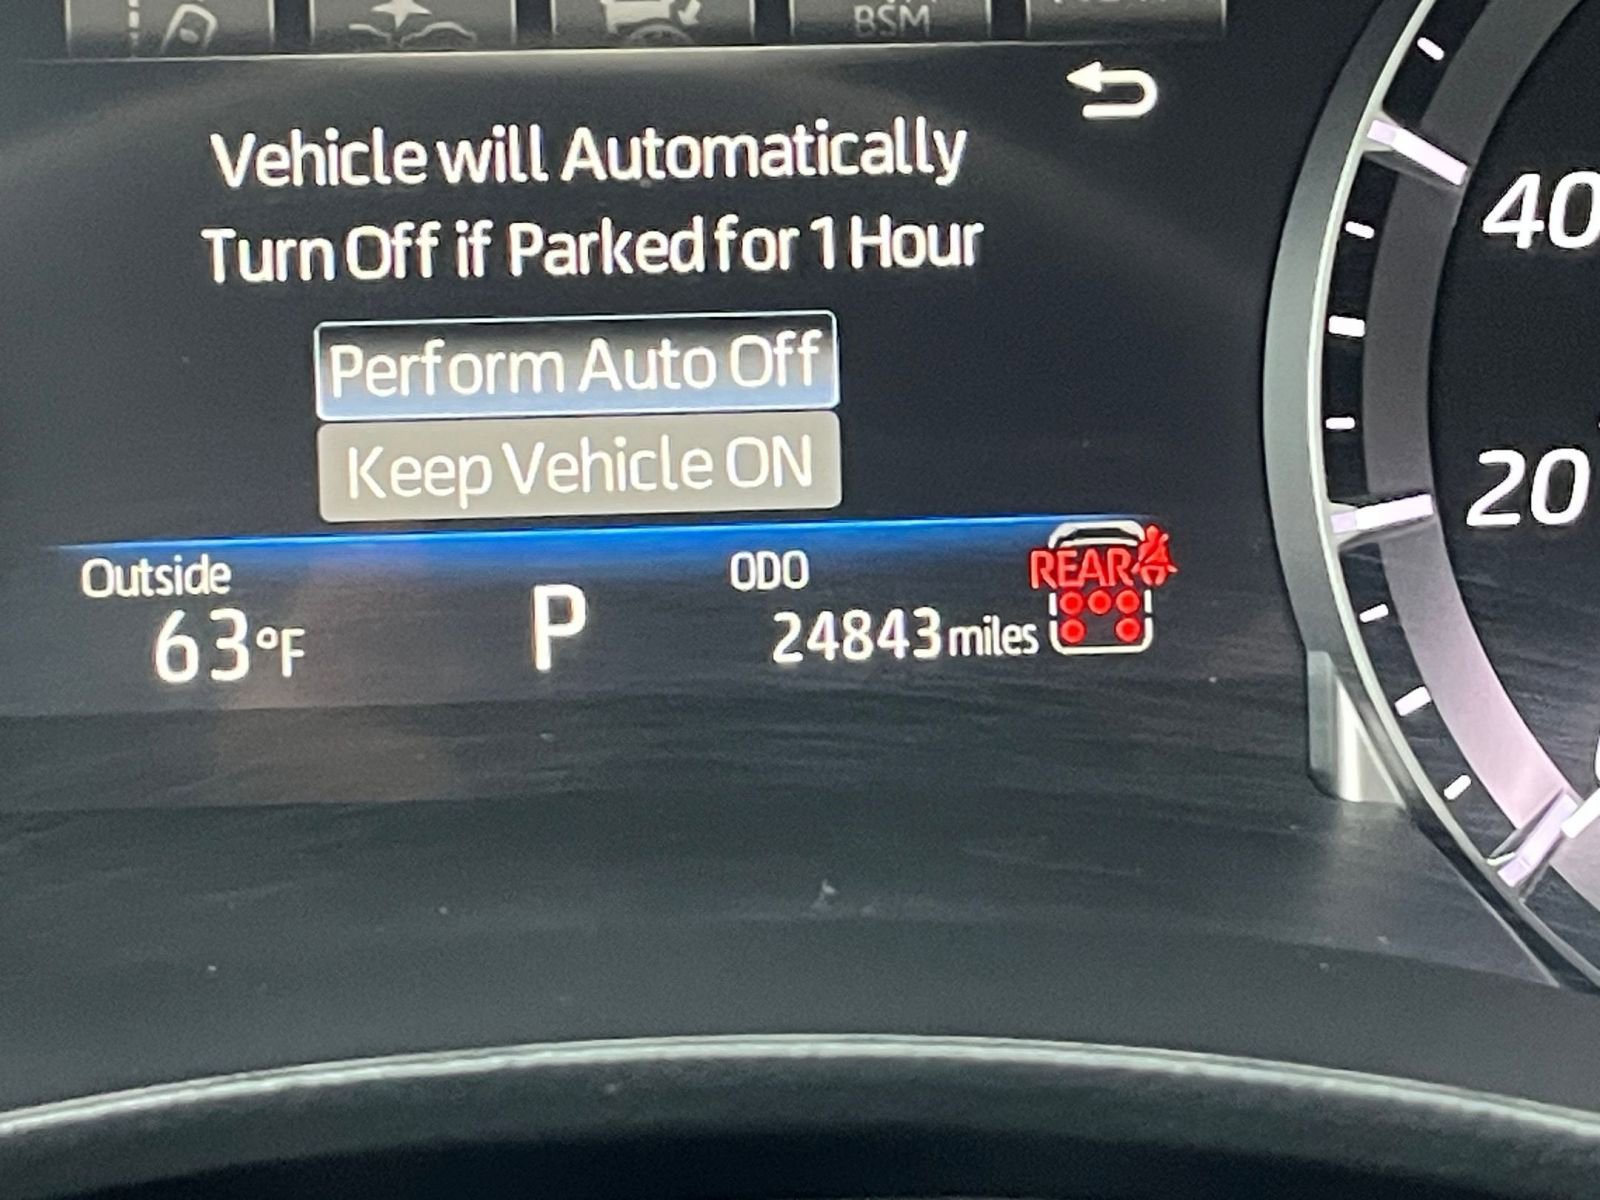 BSM
Vehicle will Automatically
Turn Off if Parked for 1 Hour
Perform Auto Off
Keep Vehicle ON
Outside
63°F
P
ODO
24843 miles
REAR
40
20